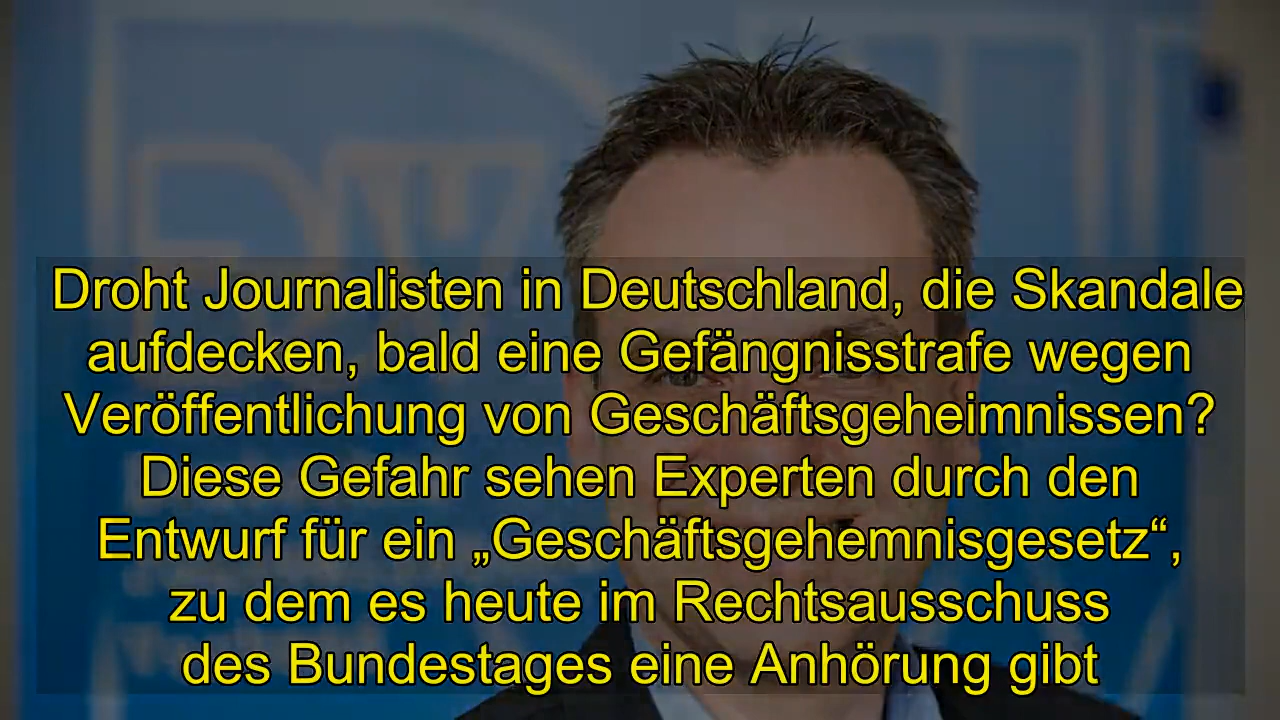 Droht Journalisten in Deutschland, die Skandale
aufdecken, bald eine Gefängnisstrafe wegen
Veröffentlichung von Geschäftsgeheimnissen?
Diese Gefahr sehen Experten durch den
Entwurf für ein „Geschäftsgehemnisgesetz“,
zu dem es heute im Rechtsausschuss
des Bundestages eine Anhörung gibt